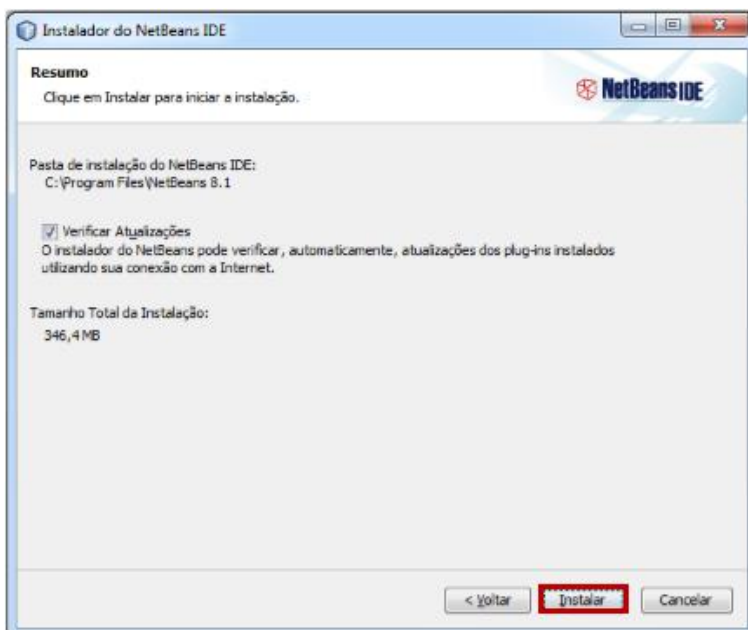 Instalador do NetBeans IDE
Resumo
Clique em Instalar para iniciar a instalação.
NetBeans IDE
Pasta de instalação do NetBeans IDE:
C:\Program Files\NetBeans 8.1
Verificar Atualizações
O instalador do NetBeans pode verificar, automaticamente, atualizações dos plug-ins instalados
utilizando sua conexão com a Internet.
Tamanho Total da Instalação:
346,4 MB
< Voltar
Instalar
Cancelar